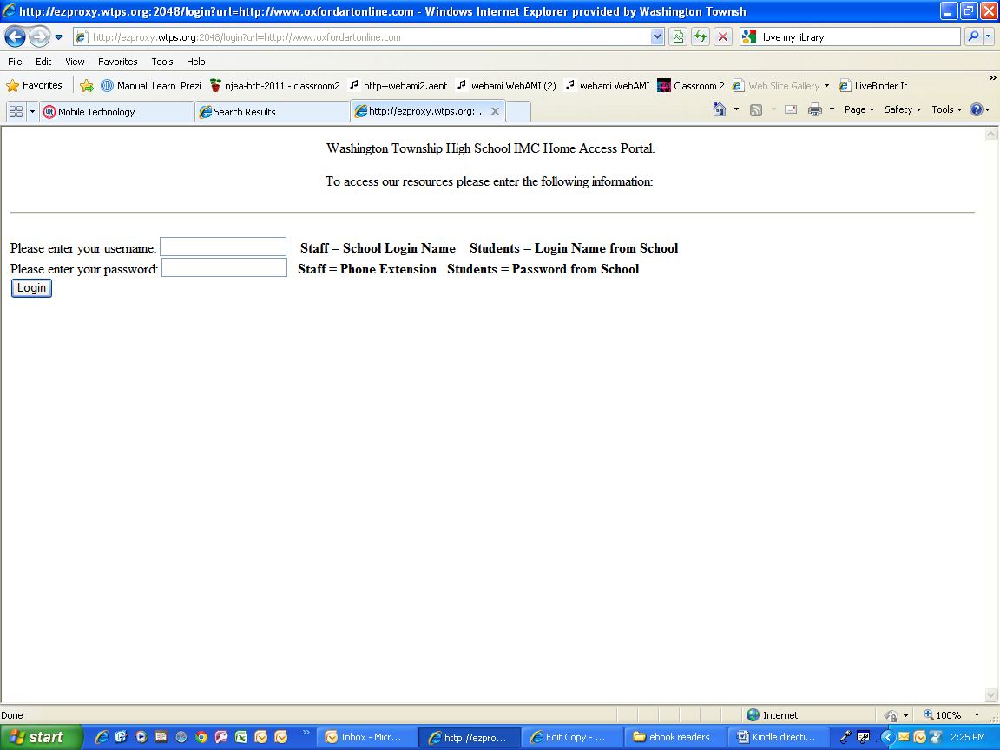 http://ezproxy.wtps.org:2048/login?url=http://www.oxfordartonline.com - Windows Internet Explorer provided by Washington Townsh
http://ezproxy.wtps.org:2048/login?url=http://www.oxfordartonline.com i love my library
File Edit View Favorites Tools Help
Favorites Manual Learn Prezi njea-hth-2011 - classroom2 http--webami2.aent webami WebAMI (2) webami WebAMI Classroom 2 Web Slice Gallery LiveBinder It »
Mobile Technology Search Results http://ezproxy.wtps.org:... Page Safety Tools
Washington Township High School IMC Home Access Portal.
To access our resources please enter the following information:
Please enter your username: Staff = School Login Name Students = Login Name from School
Please enter your password: Staff = Phone Extension Students = Password from School
Login
Done Internet 100%
start » Inbox - Micr... http://ezpro... Edit Copy - ... ebook readers Kindle directi... 2:25 PM